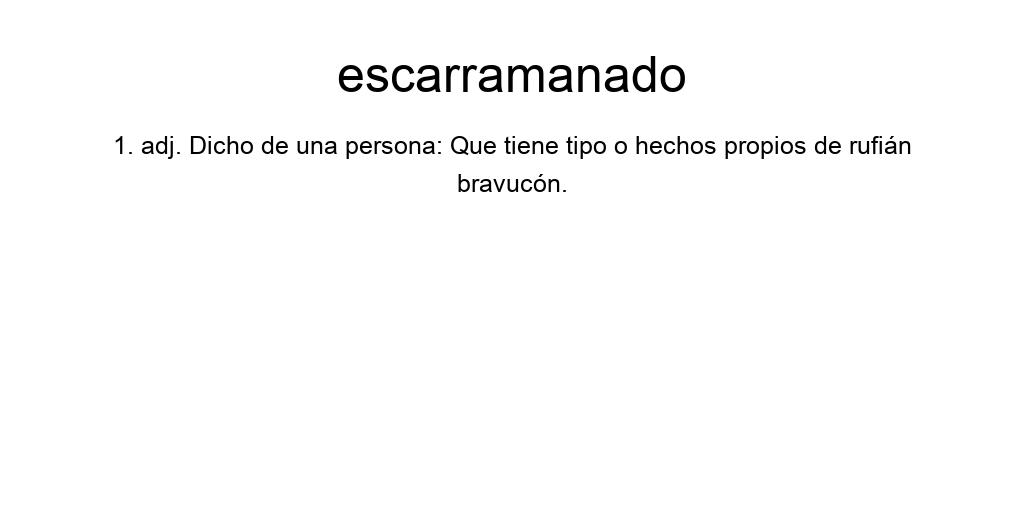 escarramanado
1. adj. Dicho de una persona: Que tiene tipo o hechos propios de rufián
bravucón.